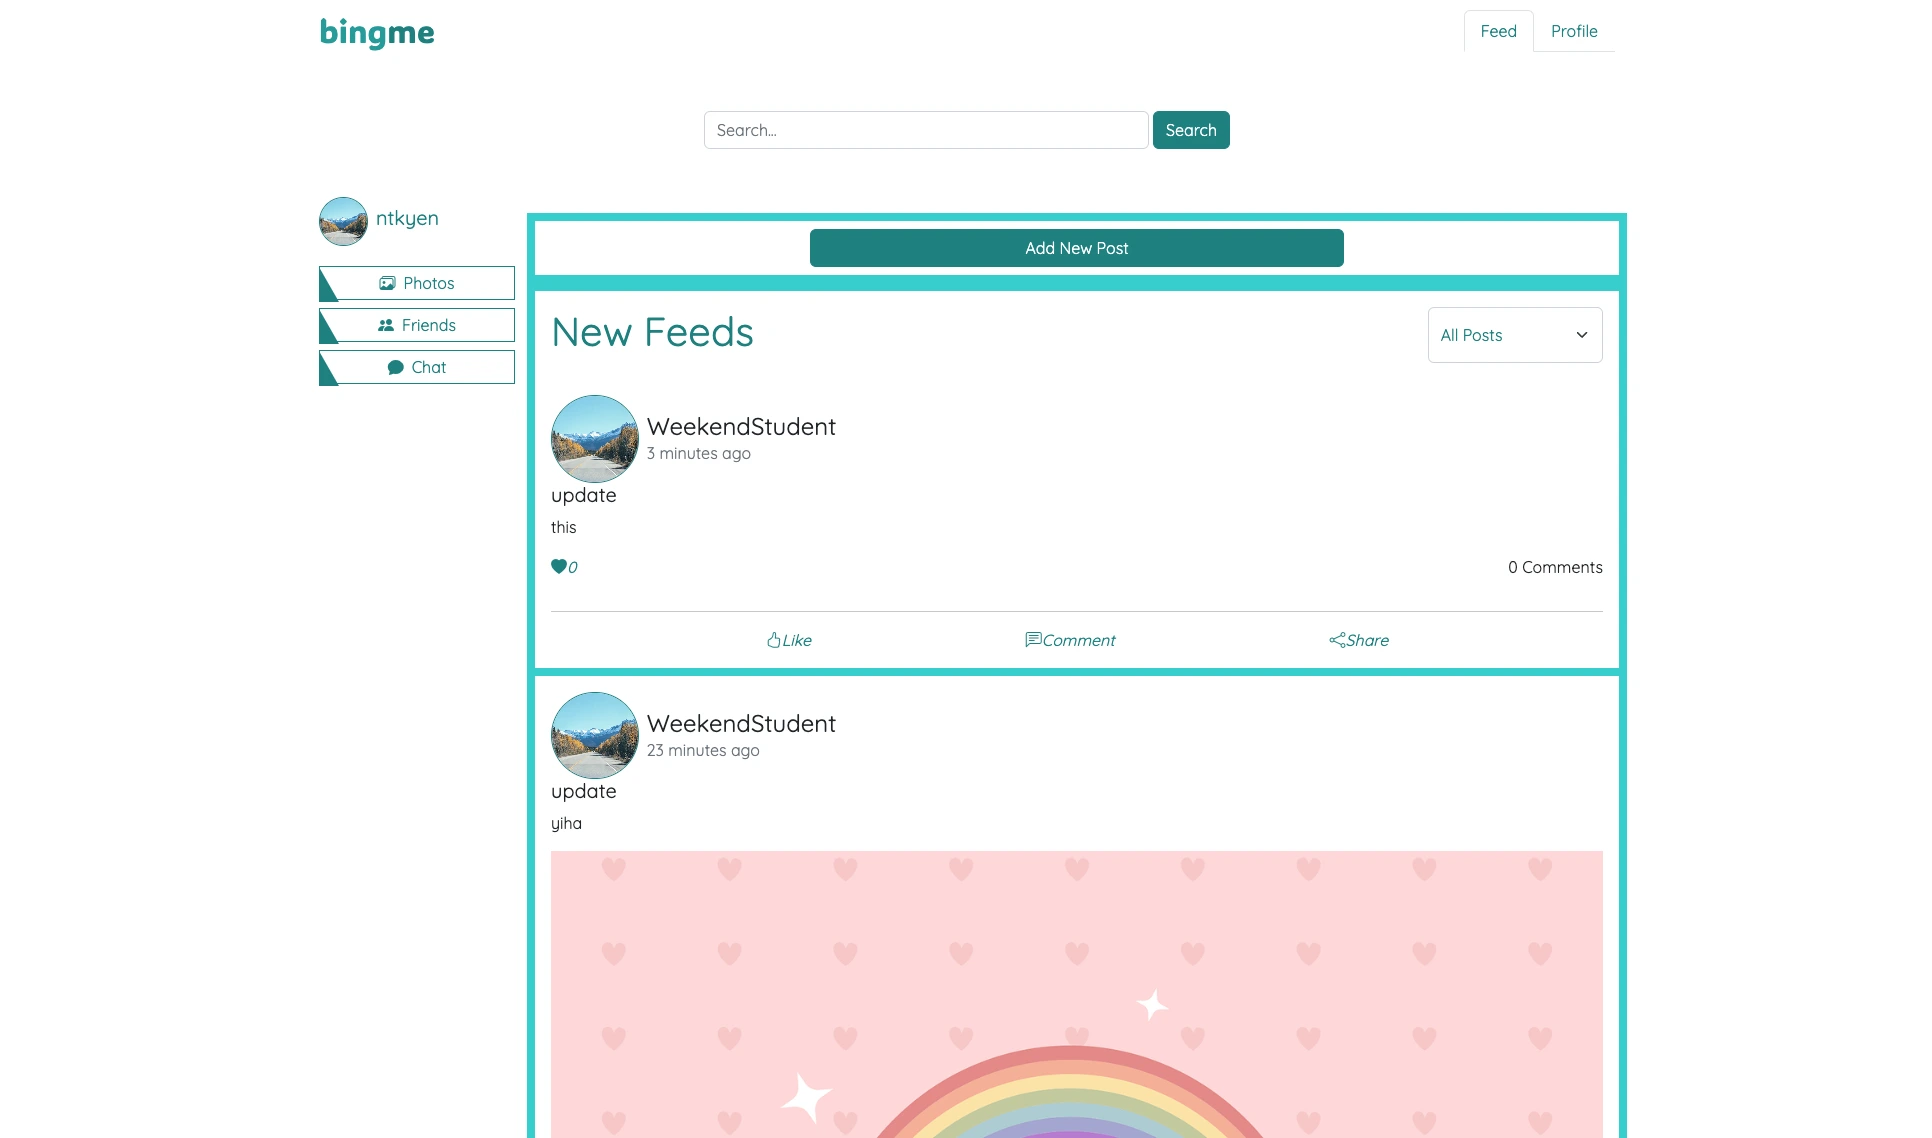 bingme
Feed Profile
Search...
Search
ntkyen
Photos
Friends
Chat
Add New Post
New Feeds
All Posts
WeekendStudent
3 minutes ago
update
this
0
0 Comments
Like
Comment
Share
WeekendStudent
23 minutes ago
update
yiha